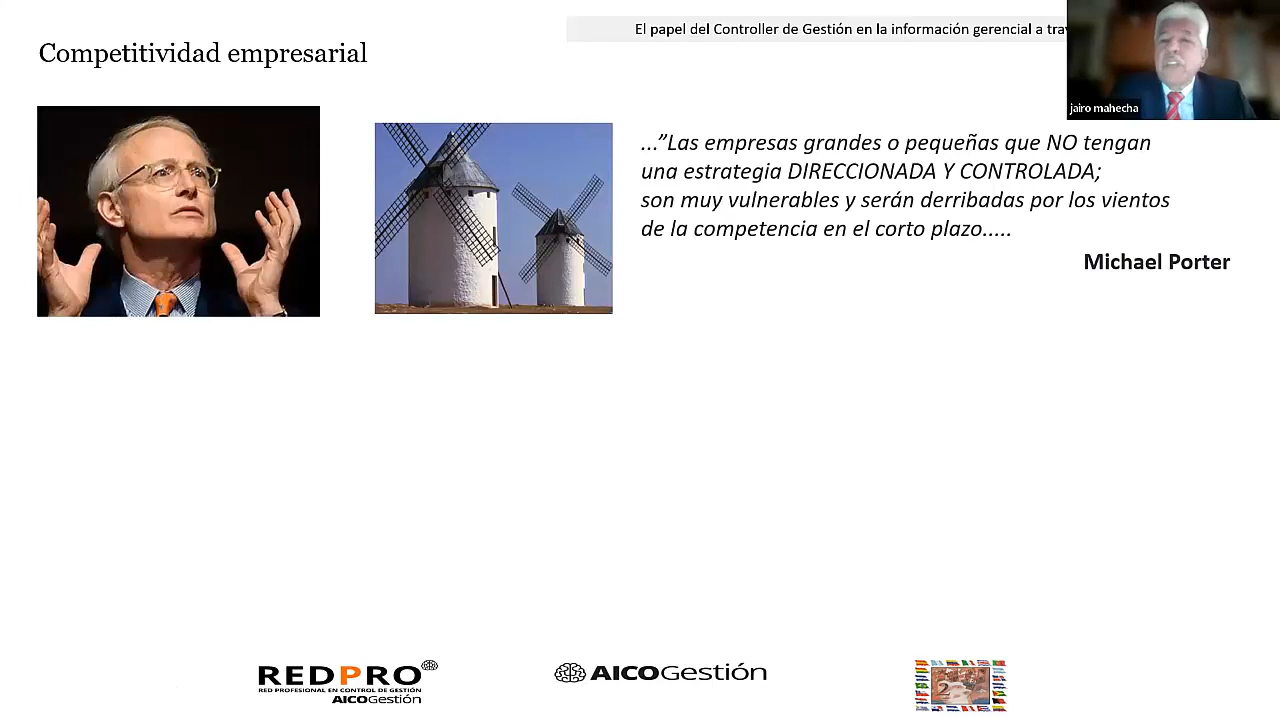 El papel del Controller de Gestión en la información gerencial a
Competitividad empresarial
jairo mahecha
...”Las empresas grandes o pequeñas que NO tengan
una estrategia DIRECCIONADA Y CONTROLADA;
son muy vulnerables y serán derribadas por los vientos
de la competencia en el corto plazo.....
Michael Porter
REDPRO
RED PROFESIONAL EN CONTROL DE GESTIÓN
AICOGestión
AICOGestión